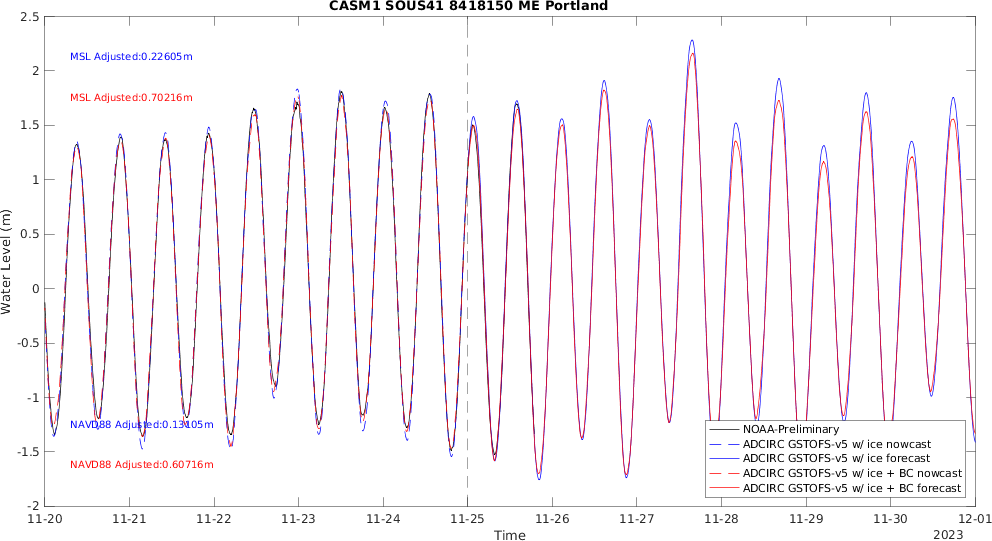 CASM1 SOUS41 8418150 ME Portland
2.5
2
1.5
1
0.5
0
-0.5
-1
-1.5
-2
Water Level (m)
MSL Adjusted:0.22605m
MSL Adjusted:0.70216m
NAVD88 Adjusted:0.13105m
NAVD88 Adjusted:0.60716m
NOAA-Preliminary
ADCIRC GSTOFS-v5 w/ ice nowcast
ADCIRC GSTOFS-v5 w/ ice forecast
ADCIRC GSTOFS-v5 w/ ice + BC nowcast
ADCIRC GSTOFS-v5 w/ ice + BC forecast
11-20 11-21 11-22 11-23 11-24 11-25 11-26 11-27 11-28 11-29 11-30 12-01
Time
2023